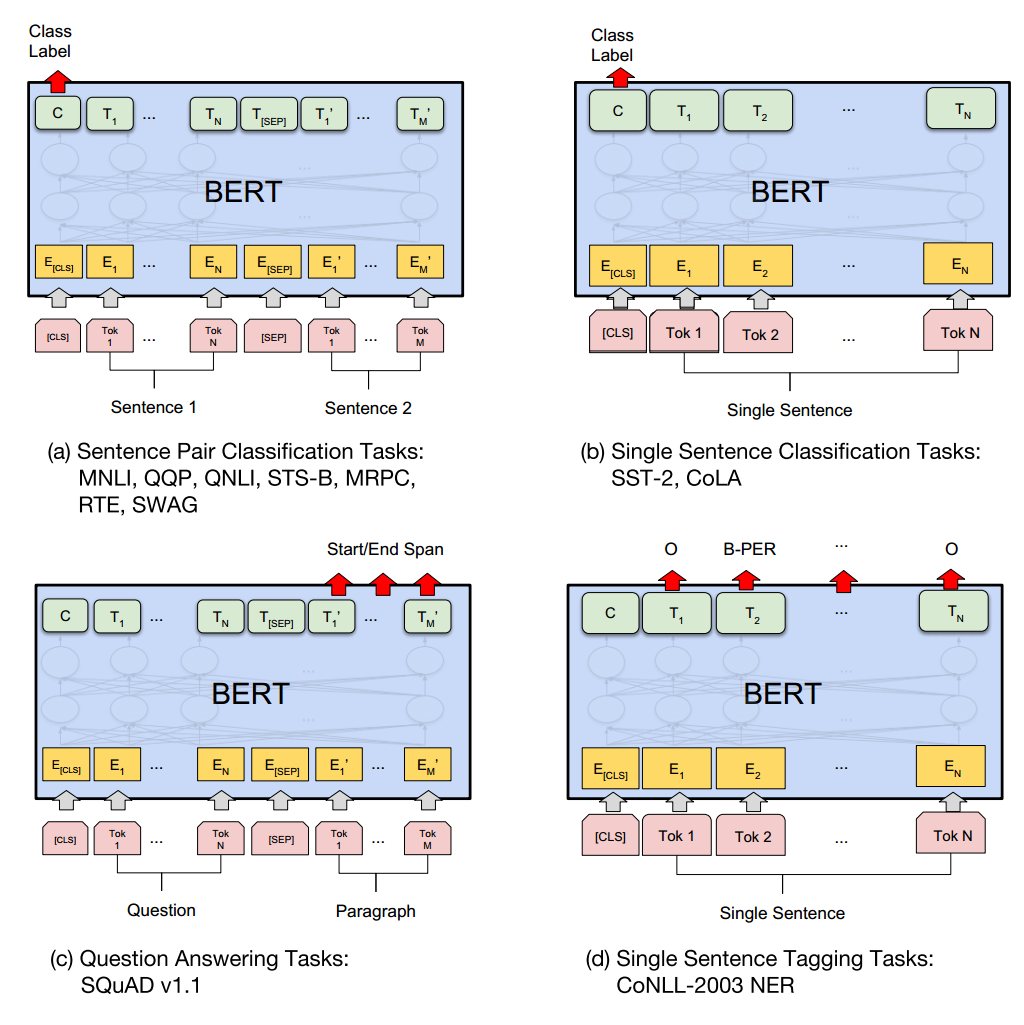 Class
Label
C T1 ... TN T[SEP] T1' ... TM'
...
BERT
...
E[CLS] E1 ... EN E[SEP] E1' ... EM'
[CLS] Tok 1 ... Tok N [SEP] Tok 1 ... Tok M
Sentence 1 Sentence 2
(a) Sentence Pair Classification Tasks:
MNLI, QQP, QNLI, STS-B, MRPC,
RTE, SWAG
Class
Label
C T1 T2 ... TN
...
BERT
...
E[CLS] E1 E2 ... EN
[CLS] Tok 1 Tok 2 ... Tok N
Single Sentence
(b) Single Sentence Classification Tasks:
SST-2, CoLA
Start/End Span
C T1 ... TN T[SEP] T1' ... TM'
...
BERT
...
E[CLS] E1 ... EN E[SEP] E1' ... EM'
[CLS] Tok 1 ... Tok N [SEP] Tok 1 ... Tok M
Question Paragraph
(c) Question Answering Tasks:
SQuAD v1.1
O B-PER ... O
C T1 T2 ... TN
...
BERT
...
E[CLS] E1 E2 ... EN
[CLS] Tok 1 Tok 2 ... Tok N
Single Sentence
(d) Single Sentence Tagging Tasks:
CoNLL-2003 NER